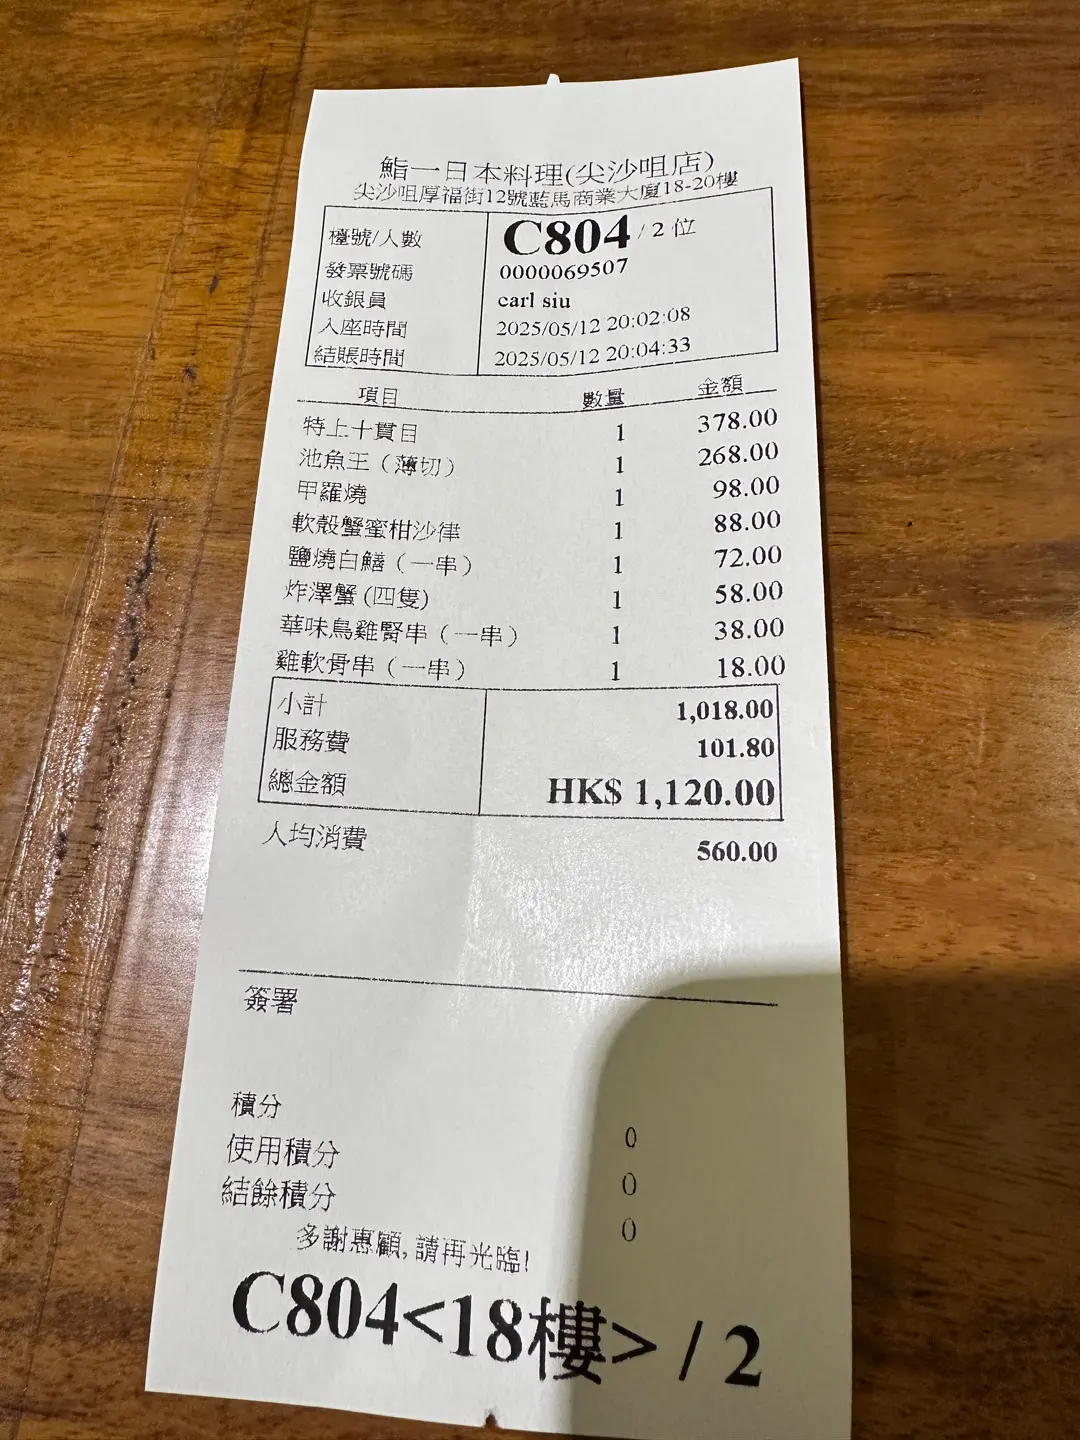 鮨一日本料理(尖沙咀店)
尖沙咀厚福街12號藍馬商業大廈18-20樓
檯號/人數 C804 / 2 位
發票號碼 0000069507
收銀員 carl siu
入座時間 2025/05/12 20:02:08
結賬時間 2025/05/12 20:04:33
項目 數量 金額
特上十貫目 1 378.00
池魚王（薄切） 1 268.00
甲羅燒 1 98.00
軟殼蟹蜜柑沙律 1 88.00
鹽燒白鱔（一串） 1 72.00
炸澤蟹 (四隻) 1 58.00
華味鳥雞腎串（一串） 1 38.00
雞軟骨串（一串） 1 18.00
小計 1,018.00
服務費 101.80
總金額 HK$ 1,120.00
人均消費 560.00
簽署
積分 0
使用積分 0
結餘積分 0
多謝惠顧, 請再光臨!
C804<18樓> / 2